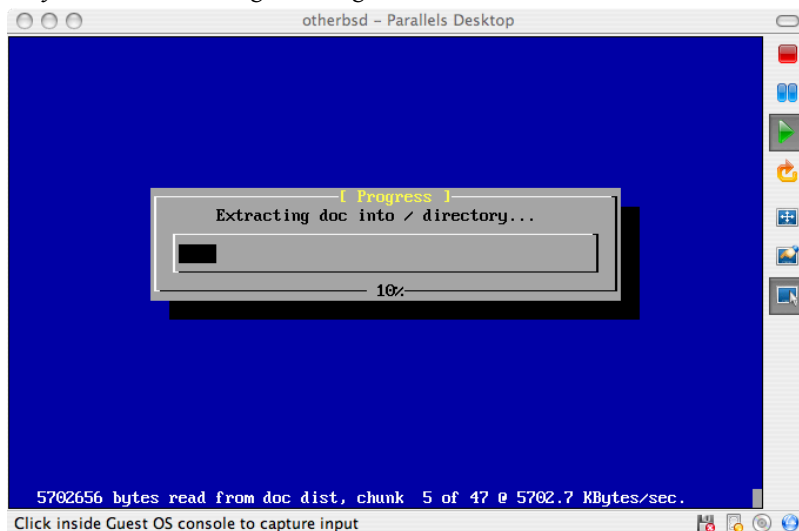 otherbsd – Parallels Desktop
[ Progress ]
Extracting doc into / directory...
10%
5702656 bytes read from doc dist, chunk 5 of 47 @ 5702.7 KBytes/sec.
Click inside Guest OS console to capture input